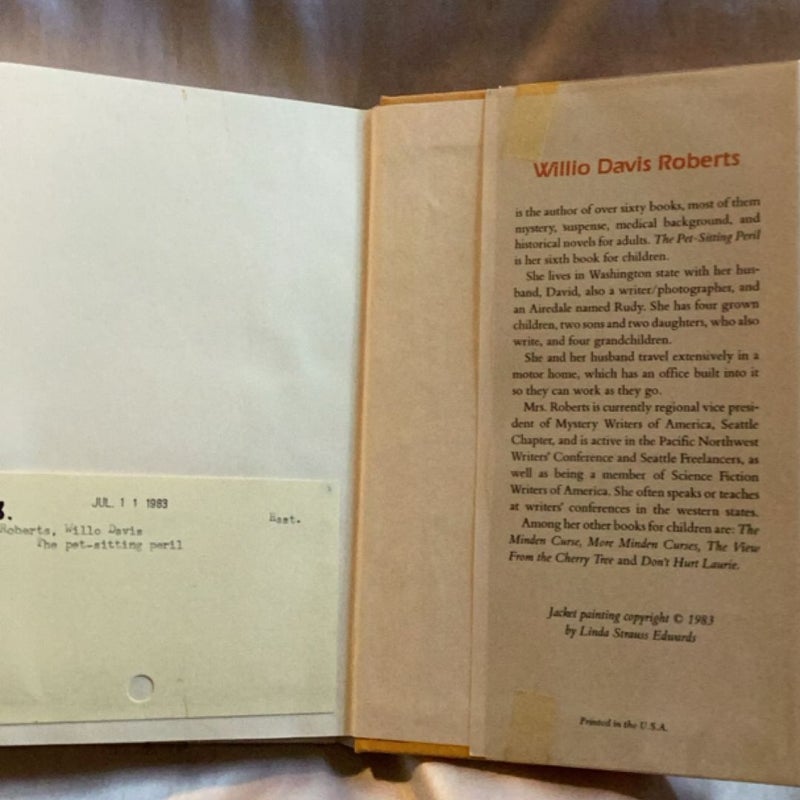 3.
JUL. 1 1 1983
East.
Roberts, Willo Davis
The pet-sitting peril
Willio Davis Roberts
is the author of over sixty books, most of them
mystery, suspense, medical background, and
historical novels for adults. The Pet-Sitting Peril
is her sixth book for children.
She lives in Washington state with her hus-
band, David, also a writer/photographer, and
an Airedale named Rudy. She has four grown
children, two sons and two daughters, who also
write, and four grandchildren.
She and her husband travel extensively in a
motor home, which has an office built into it
so they can work as they go.
Mrs. Roberts is currently regional vice presi-
dent of Mystery Writers of America, Seattle
Chapter, and is active in the Pacific Northwest
Writers' Conference and Seattle Freelancers, as
well as being a member of Science Fiction
Writers of America. She often speaks or teaches
at writers' conferences in the western states.
Among her other books for children are: The
Minden Curse, More Minden Curses, The View
From the Cherry Tree and Don't Hurt Laurie.
Jacket painting copyright © 1983
by Linda Strauss Edwards
Printed in the U.S.A.